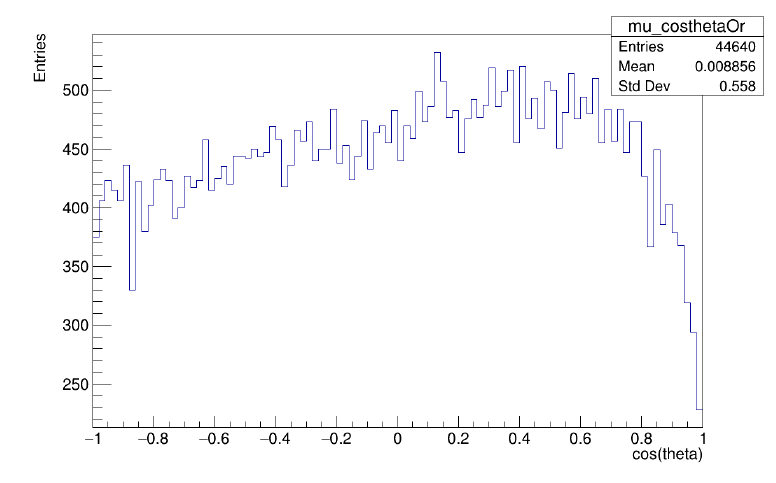 mu_costhetaOr
Entries 44640
Mean 0.008856
Std Dev 0.558
Entries
500
450
400
350
300
250
−1 −0.8 −0.6 −0.4 −0.2 0 0.2 0.4 0.6 0.8 1
cos(theta)